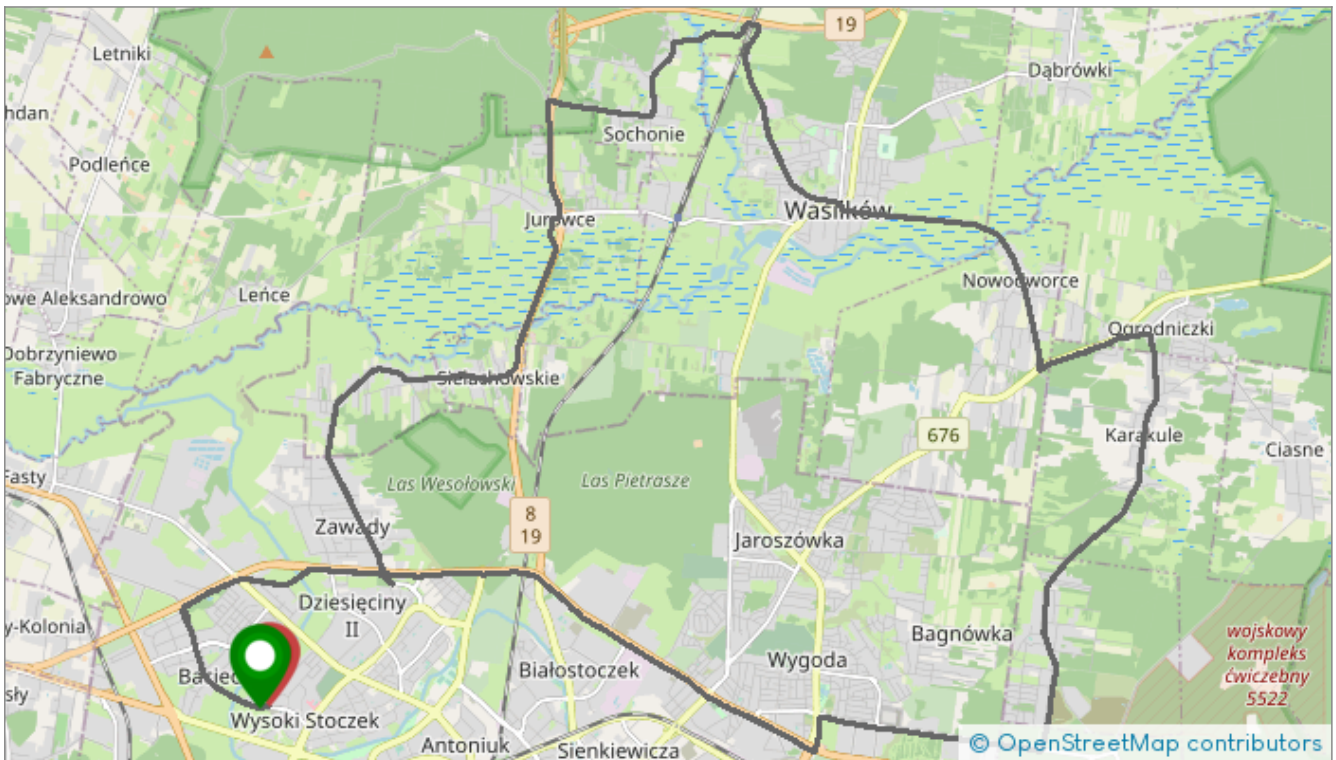 19
Letniki
Dąbrówki
hdan
Sochonie
Podleńce
Jurowce
Wasilków
Nowodworce
owe Aleksandrowo
Leńce
Ogrodniczki
Dobrzyniewo
Fabryczne
Sielachowskie
676
Karakule
Ciasne
Fasty
Las Wesołowski
Las Pietrasze
8
19
Zawady
Jaroszówka
Dziesięciny
II
y-Kolonia
Bagnówka
wojskowy
kompleks
ćwiczebny
5522
Wygoda
Białostoczek
Bacie
sły
Wysoki Stoczek
Antoniuk
Sienkiewicza
© OpenStreetMap contributors